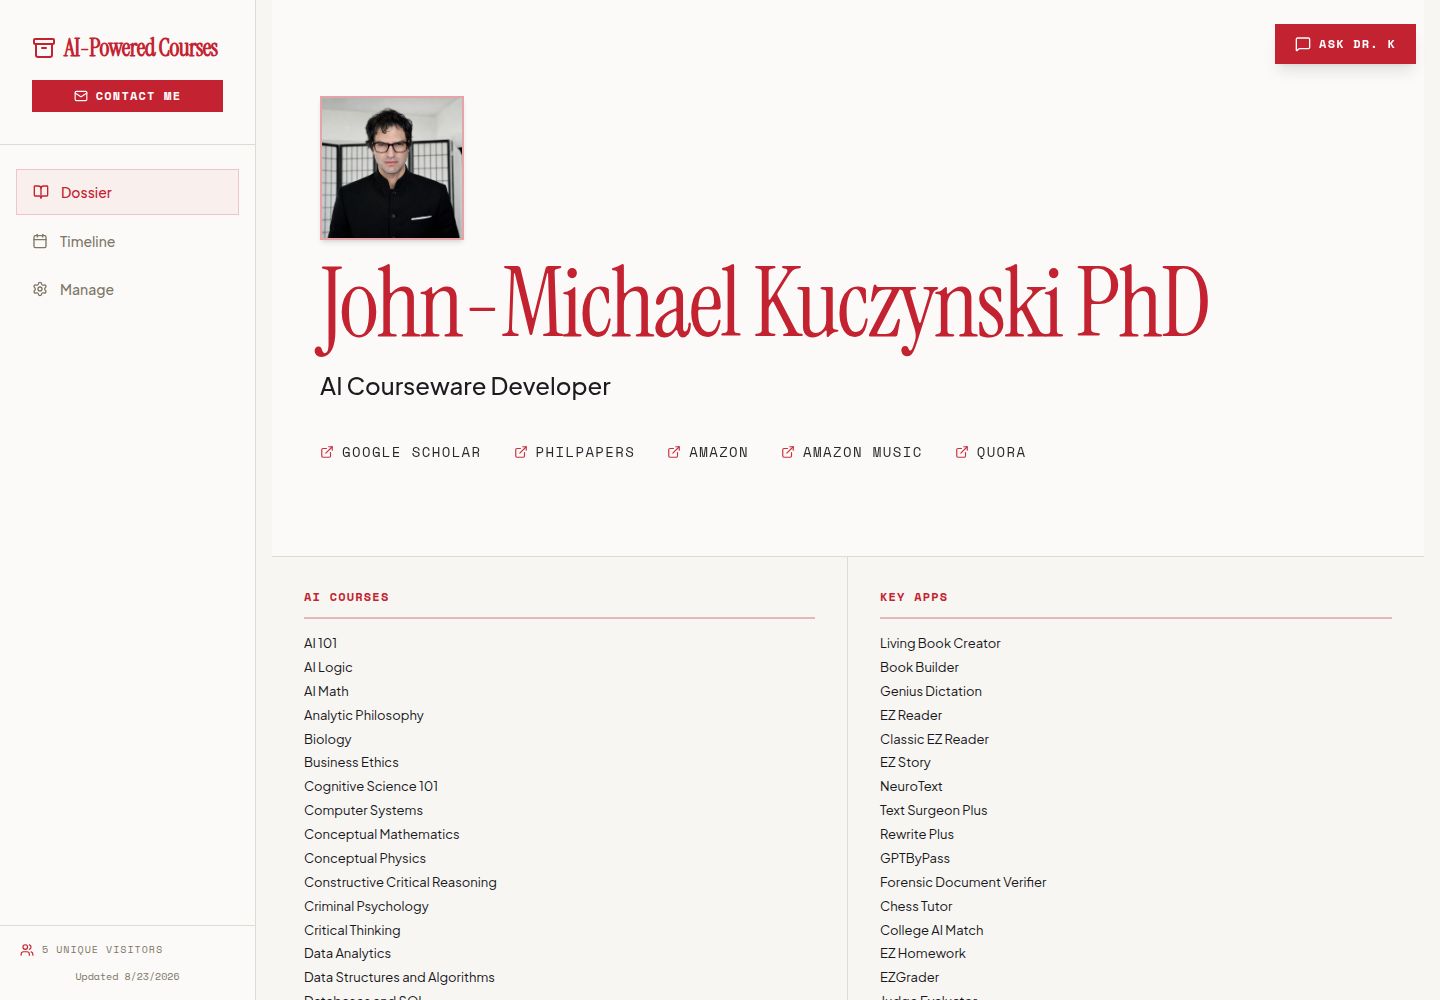 AI-Powered Courses
CONTACT ME
Dossier
Timeline
Manage
5 UNIQUE VISITORS
Updated 8/23/2026
ASK DR. K
John-Michael Kuczynski PhD
AI Courseware Developer
GOOGLE SCHOLAR PHILPAPERS AMAZON AMAZON MUSIC QUORA
AI COURSES
AI 101
AI Logic
AI Math
Analytic Philosophy
Biology
Business Ethics
Cognitive Science 101
Computer Systems
Conceptual Mathematics
Conceptual Physics
Constructive Critical Reasoning
Criminal Psychology
Critical Thinking
Data Analytics
Data Structures and Algorithms
Databases and SQL
KEY APPS
Living Book Creator
Book Builder
Genius Dictation
EZ Reader
Classic EZ Reader
EZ Story
NeuroText
Text Surgeon Plus
Rewrite Plus
GPTByPass
Forensic Document Verifier
Chess Tutor
College AI Match
EZ Homework
EZGrader
Judge Evaluator